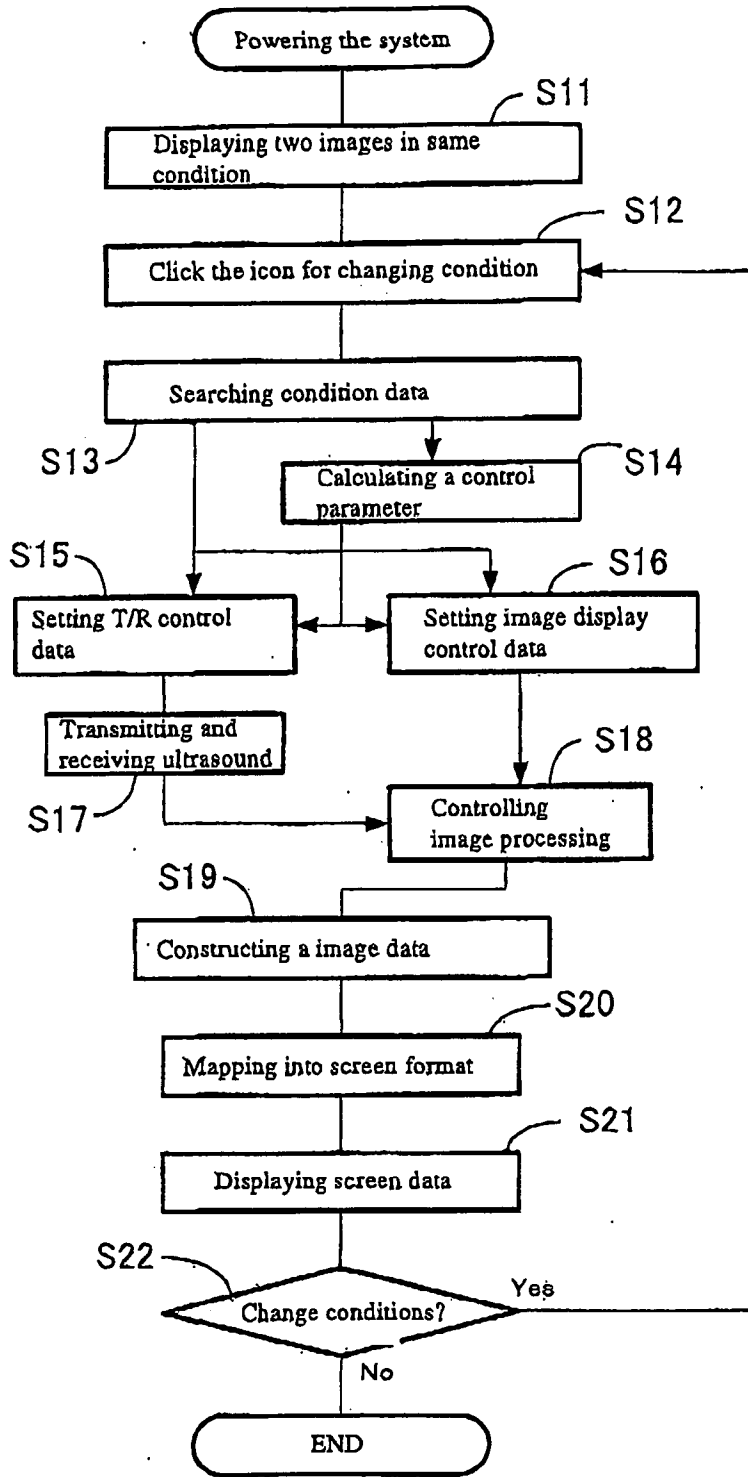 Powering the system
S11
Displaying two images in same
condition
S12
Click the icon for changing condition
Searching condition data
S13
S14
Calculating a control
parameter
S15
S16
Setting T/R control
data
Setting image display
control data
Transmitting and
receiving ultrasound
S17
S18
Controlling
image processing
S19
Constructing a image data
S20
Mapping into screen format
S21
Displaying screen data
S22
Change conditions?
Yes
No
END